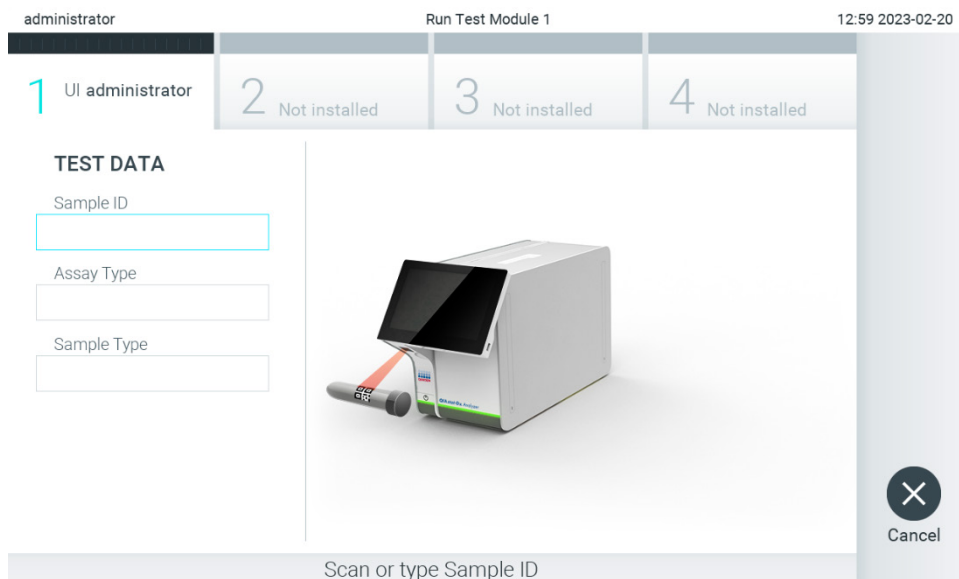 administrator
Run Test Module 1
12:59 2023-02-20
1 UI administrator
2 Not installed
3 Not installed
4 Not installed
TEST DATA
Sample ID
Assay Type
Sample Type
Cancel
Scan or type Sample ID